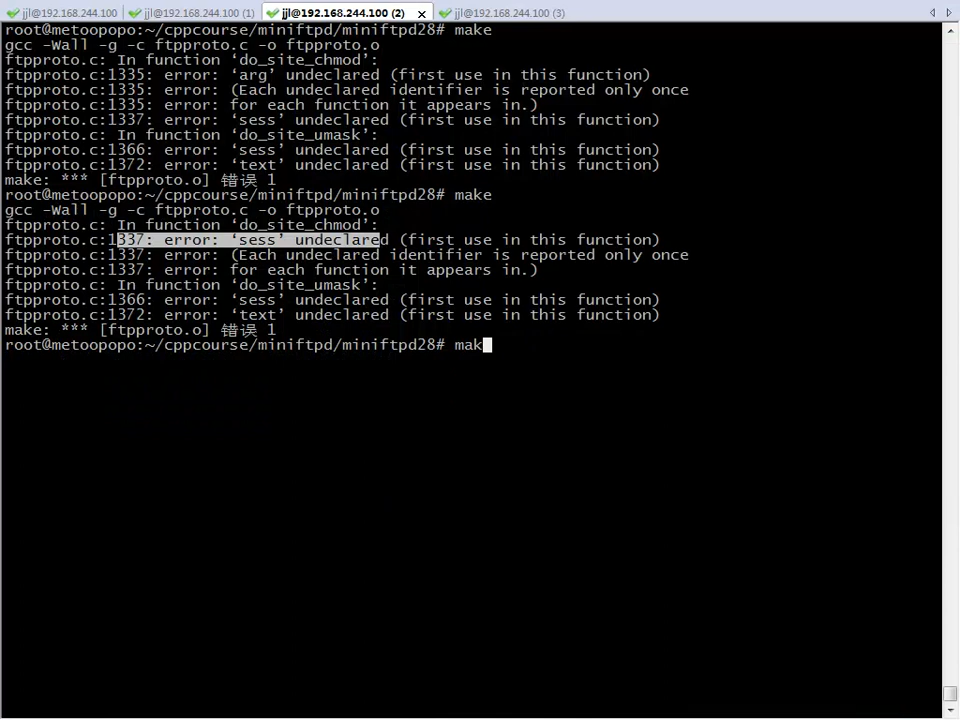 jjl@192.168.244.100 jjl@192.168.244.100 (1) jjl@192.168.244.100 (2) jjl@192.168.244.100 (3)
root@metoopopo:~/cppcourse/miniftpd/miniftpd28# make
gcc -Wall -g -c ftpproto.c -o ftpproto.o
ftpproto.c: In function ‘do_site_chmod’:
ftpproto.c:1335: error: ‘arg’ undeclared (first use in this function)
ftpproto.c:1335: error: (Each undeclared identifier is reported only once
ftpproto.c:1335: error: for each function it appears in.)
ftpproto.c:1337: error: ‘sess’ undeclared (first use in this function)
ftpproto.c: In function ‘do_site_umask’:
ftpproto.c:1366: error: ‘sess’ undeclared (first use in this function)
ftpproto.c:1372: error: ‘text’ undeclared (first use in this function)
make: *** [ftpproto.o] 错误 1
root@metoopopo:~/cppcourse/miniftpd/miniftpd28# make
gcc -Wall -g -c ftpproto.c -o ftpproto.o
ftpproto.c: In function ‘do_site_chmod’:
ftpproto.c:1337: error: ‘sess’ undeclared (first use in this function)
ftpproto.c:1337: error: (Each undeclared identifier is reported only once
ftpproto.c:1337: error: for each function it appears in.)
ftpproto.c: In function ‘do_site_umask’:
ftpproto.c:1366: error: ‘sess’ undeclared (first use in this function)
ftpproto.c:1372: error: ‘text’ undeclared (first use in this function)
make: *** [ftpproto.o] 错误 1
root@metoopopo:~/cppcourse/miniftpd/miniftpd28# mak